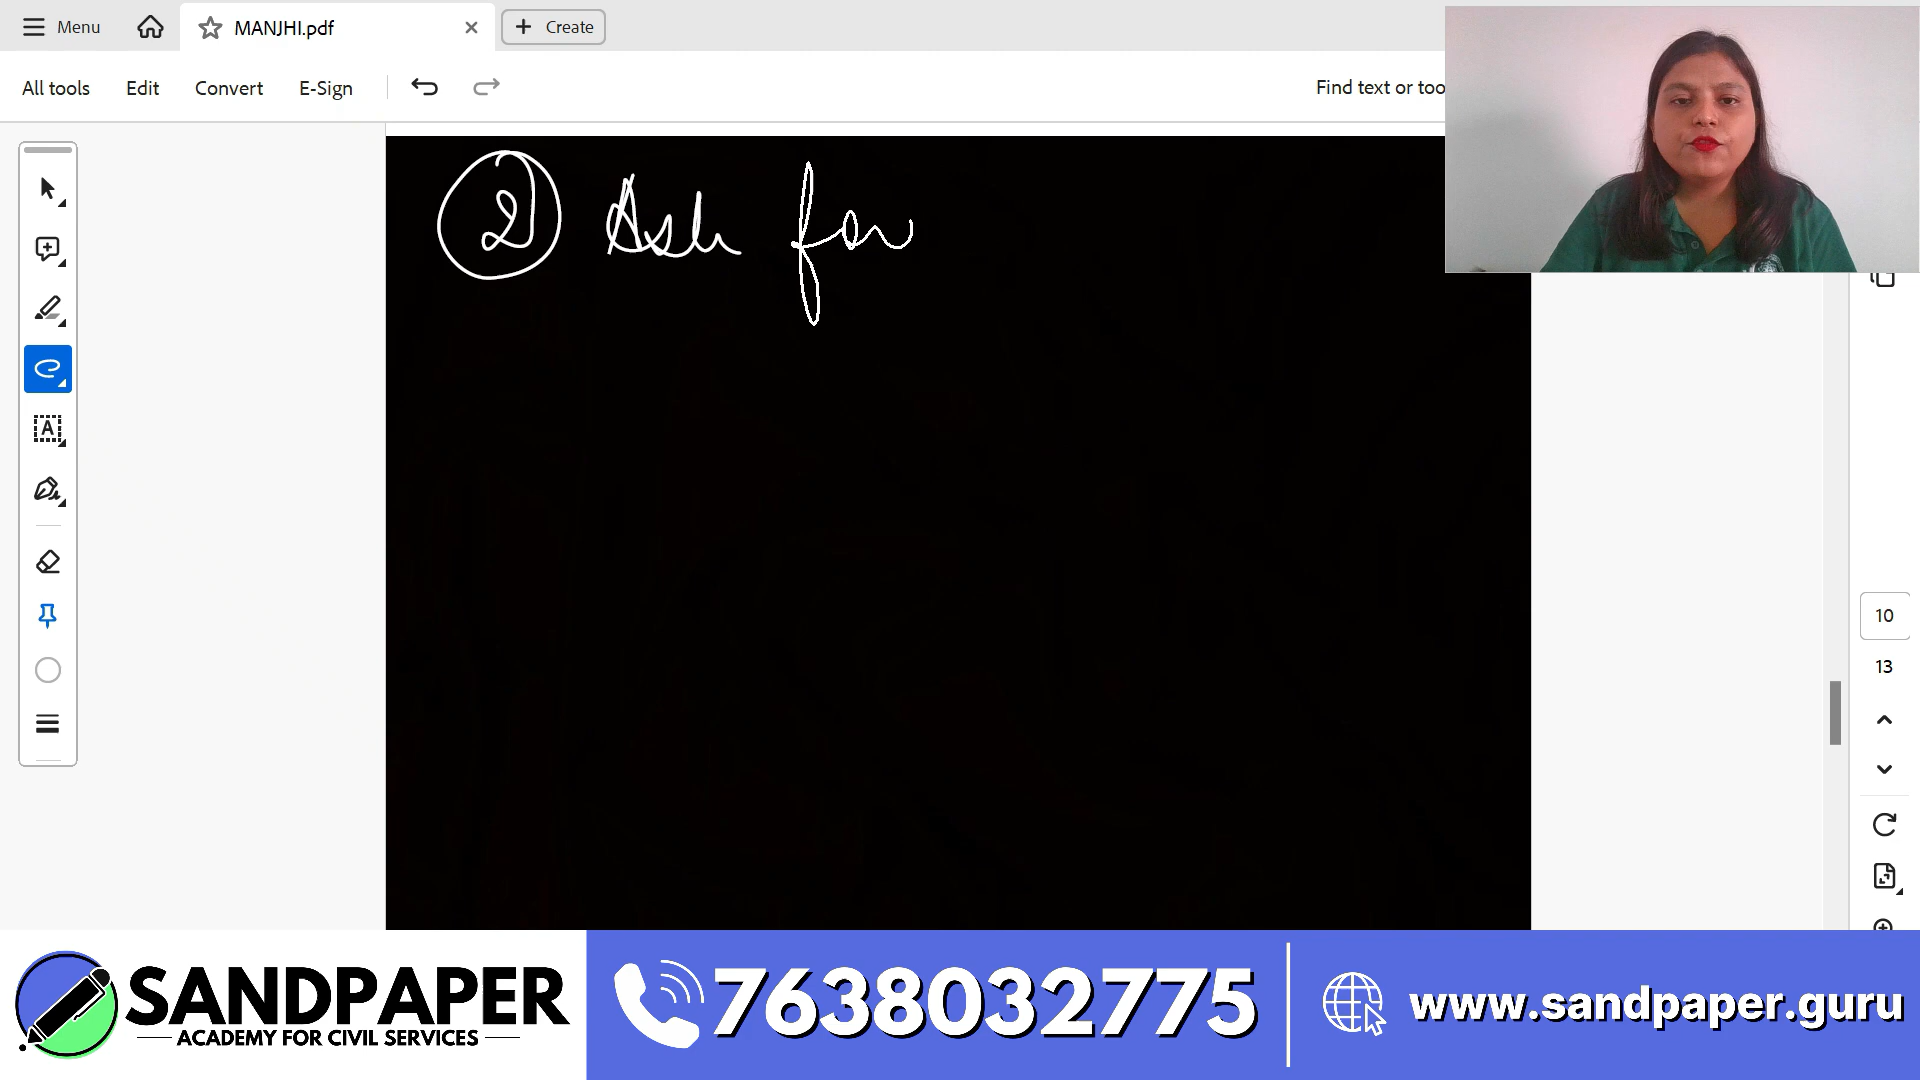 Menu
MANJHI.pdf
Create
All tools
Edit
Convert
E-Sign
Find text or too
2 Ask for
A
10
13
SANDPAPER
ACADEMY FOR CIVIL SERVICES
7638032775
www.sandpaper.guru